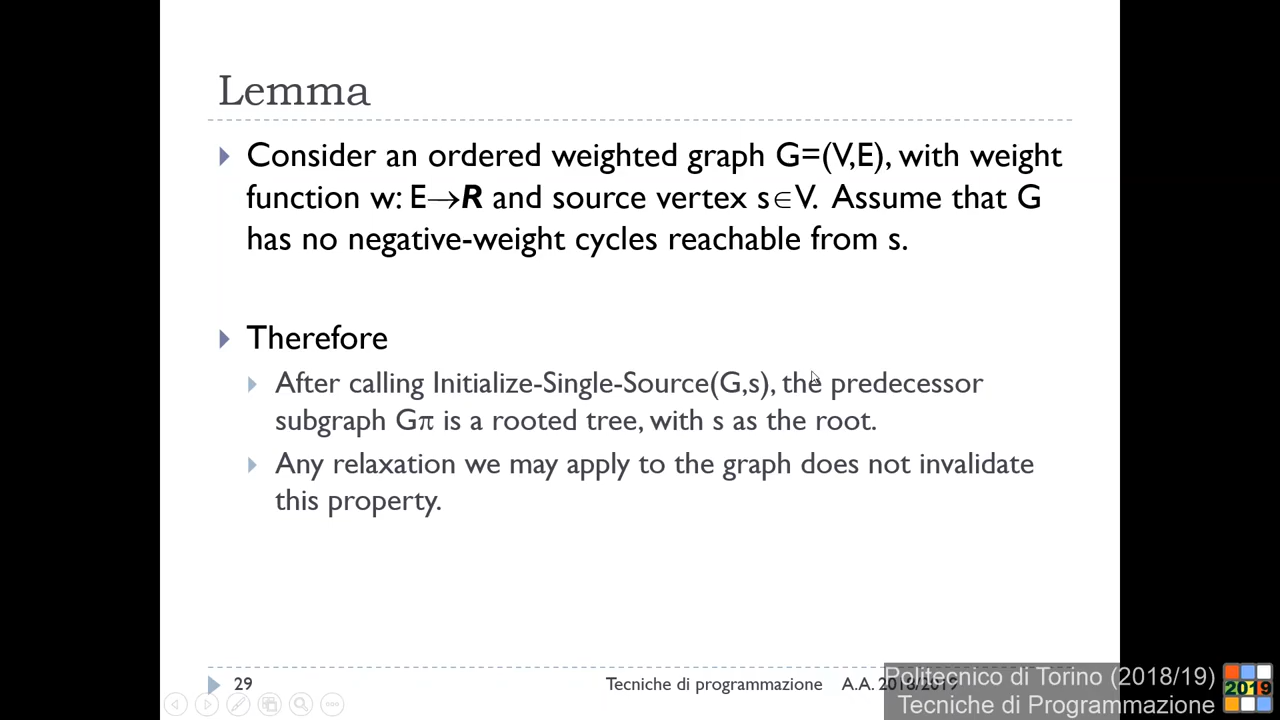 Lemma
Consider an ordered weighted graph G=(V,E), with weight
function w: E→R and source vertex s∈V. Assume that G
has no negative-weight cycles reachable from s.
Therefore
After calling Initialize-Single-Source(G,s), the predecessor
subgraph Gπ is a rooted tree, with s as the root.
Any relaxation we may apply to the graph does not invalidate
this property.
29
Tecniche di programmazione A.A. 2018/2019
Politecnico di Torino (2018/19)
Tecniche di Programmazione
2019